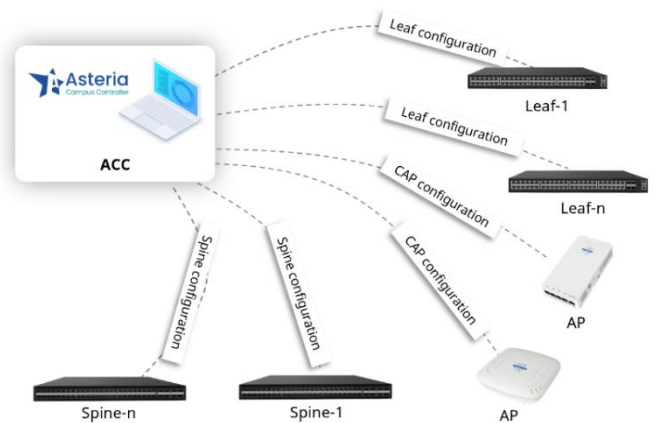 Asteria
Campus Controller
ACC
Leaf configuration
Leaf-1
Leaf configuration
Leaf-n
CAP configuration
AP
CAP configuration
AP
Spine configuration
Spine-1
Spine configuration
Spine-n